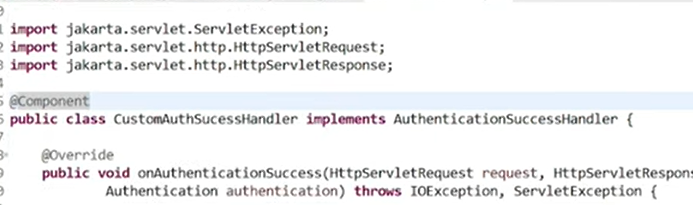 import jakarta.servlet.ServletException;
import jakarta.servlet.http.HttpServletRequest;
import jakarta.servlet.http.HttpServletResponse;
@Component
public class CustomAuthSucessHandler implements AuthenticationSuccessHandler {
@Override
public void onAuthenticationSuccess(HttpServletRequest request, HttpServletRespon
Authentication authentication) throws IOException, ServletException {